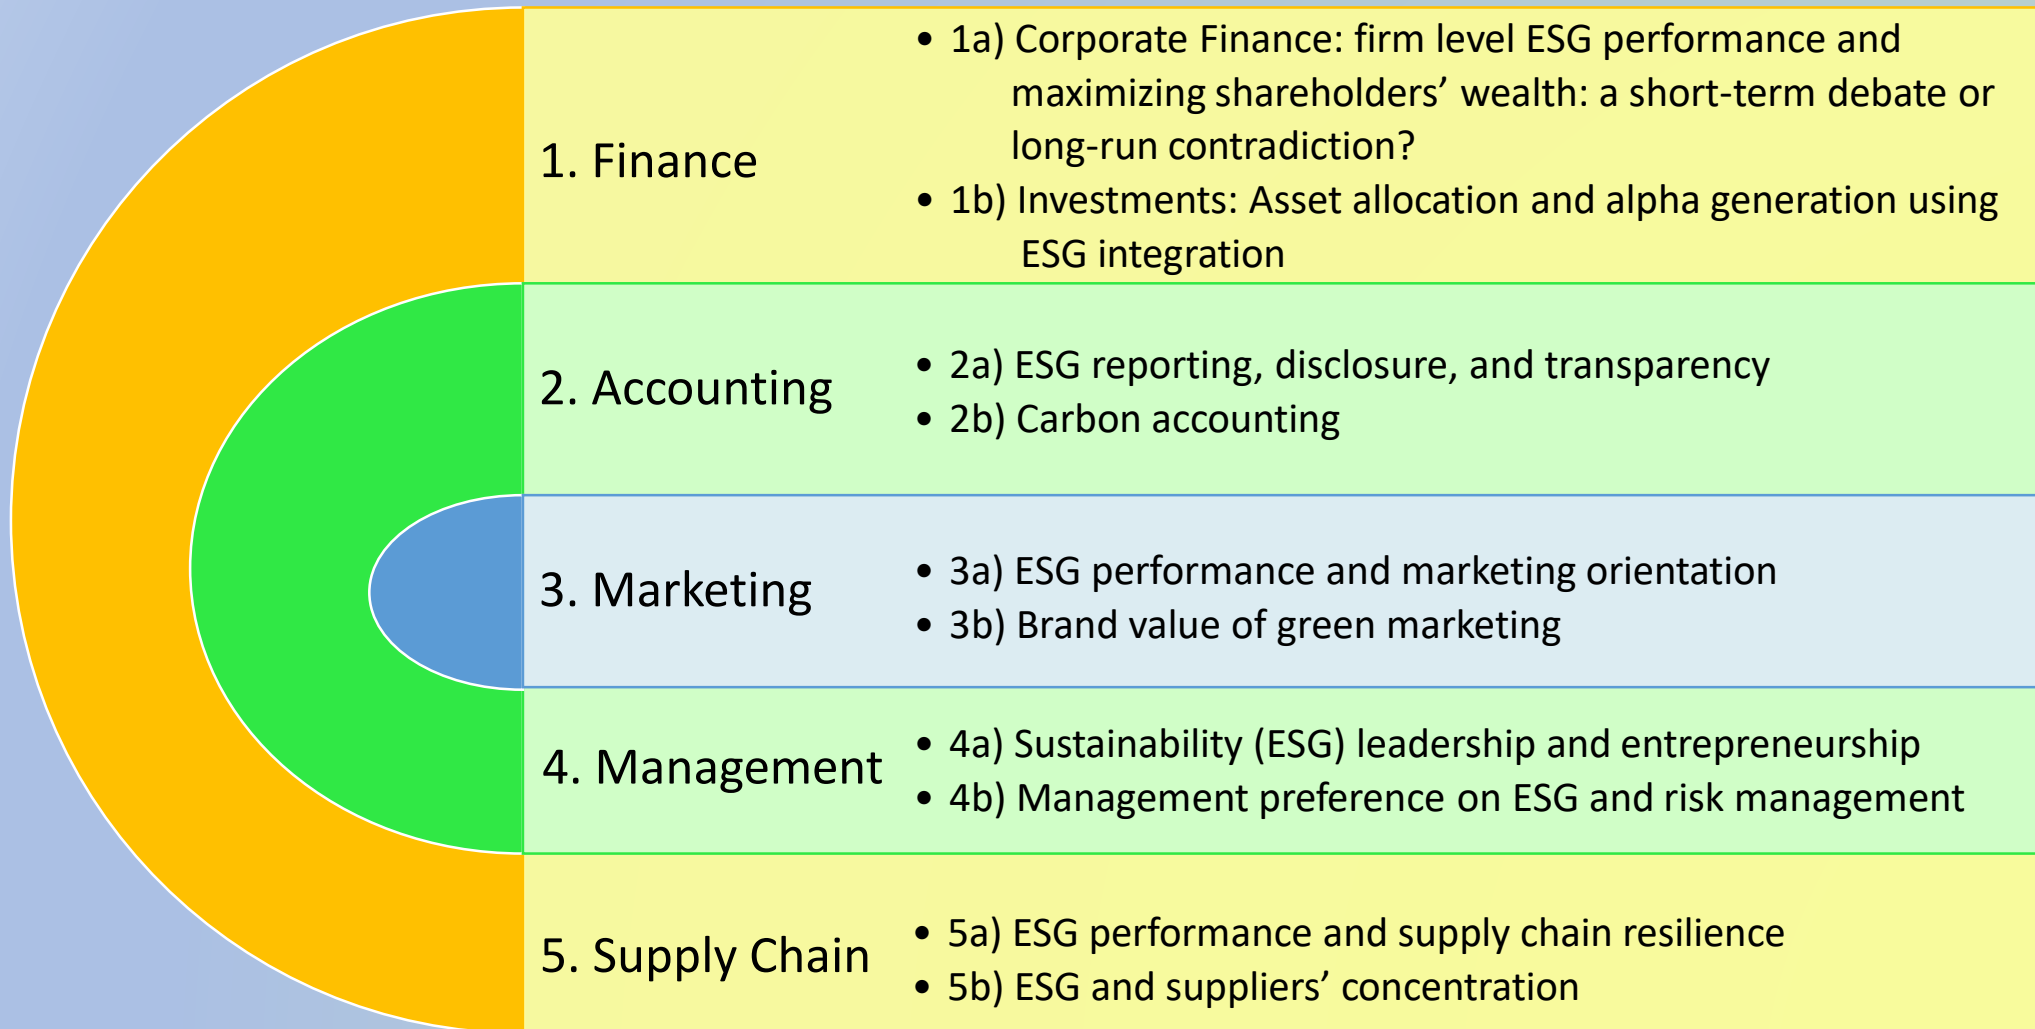 1. Finance
• 1a) Corporate Finance: firm level ESG performance and
maximizing shareholders’ wealth: a short-term debate or
long-run contradiction?
• 1b) Investments: Asset allocation and alpha generation using
ESG integration
2. Accounting
• 2a) ESG reporting, disclosure, and transparency
• 2b) Carbon accounting
3. Marketing
• 3a) ESG performance and marketing orientation
• 3b) Brand value of green marketing
4. Management
• 4a) Sustainability (ESG) leadership and entrepreneurship
• 4b) Management preference on ESG and risk management
5. Supply Chain
• 5a) ESG performance and supply chain resilience
• 5b) ESG and suppliers’ concentration